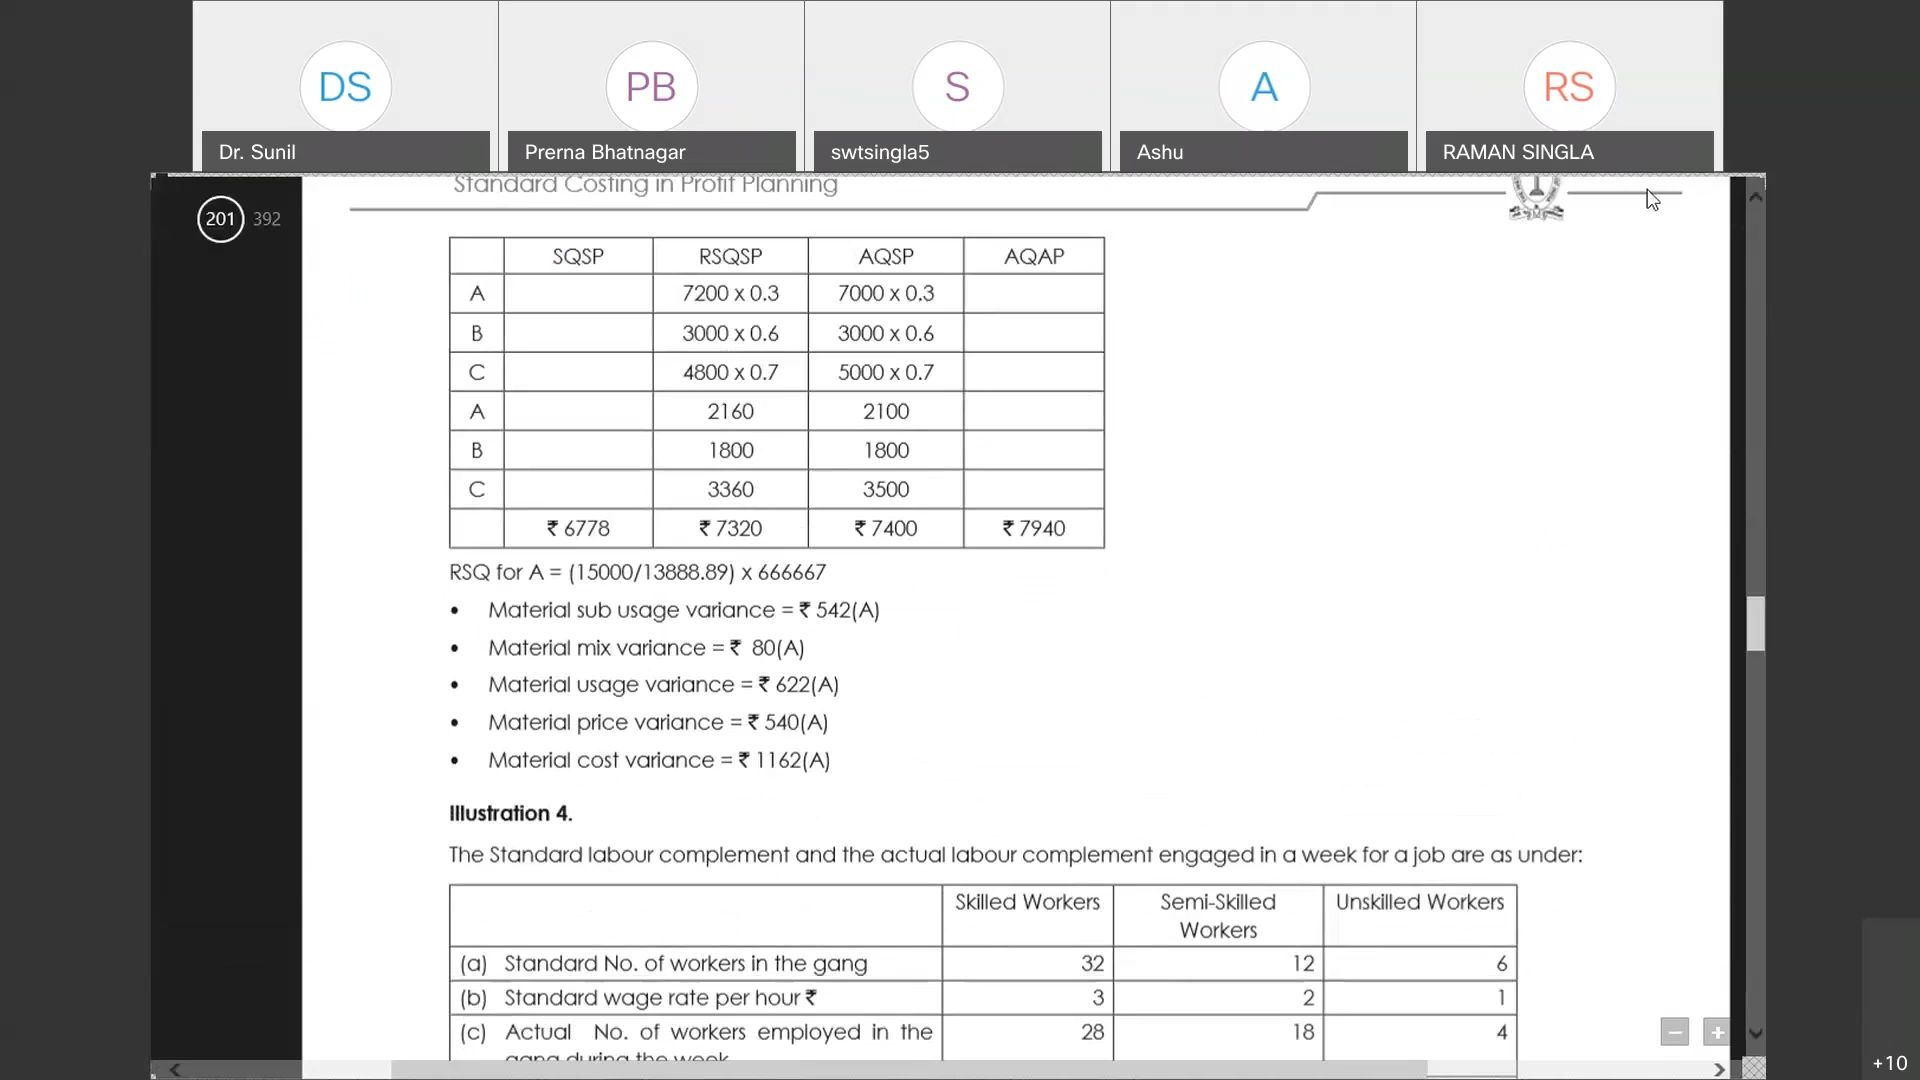 DS PB S A RS
Dr. Sunil Prerna Bhatnagar swtsingla5 Ashu RAMAN SINGLA
Standard Costing in Profit Planning
201 392
SQSP RSQSP AQSP AQAP
A 7200 x 0.3 7000 x 0.3
B 3000 x 0.6 3000 x 0.6
C 4800 x 0.7 5000 x 0.7
A 2160 2100
B 1800 1800
C 3360 3500
₹ 6778 ₹ 7320 ₹ 7400 ₹ 7940
RSQ for A = (15000/13888.89) x 666667
• Material sub usage variance = ₹ 542(A)
• Material mix variance = ₹ 80(A)
• Material usage variance = ₹ 622(A)
• Material price variance = ₹ 540(A)
• Material cost variance = ₹ 1162(A)
Illustration 4.
The Standard labour complement and the actual labour complement engaged in a week for a job are as under:
Skilled Workers Semi-Skilled Unskilled Workers
Workers
(a) Standard No. of workers in the gang 32 12 6
(b) Standard wage rate per hour ₹ 3 2 1
(c) Actual No. of workers employed in the 28 18 4
gang during the week
+10